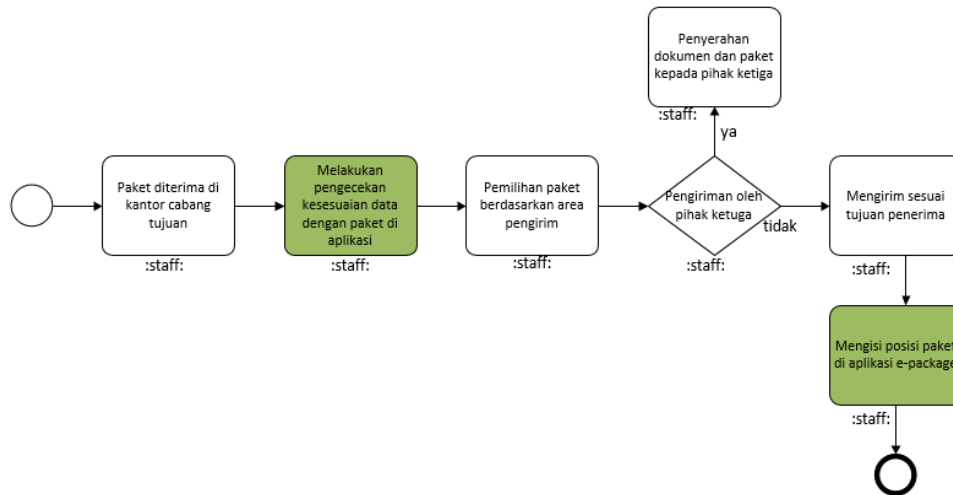 Penyerahan
dokumen dan paket
kepada pihak ketiga
:staff:
ya
Paket diterima di
kantor cabang
tujuan
:staff:
Melakukan
pengecekan
kesesuaian data
dengan paket di
aplikasi
:staff:
Pemilihan paket
berdasarkan area
pengirim
:staff:
Pengiriman oleh
pihak ketuga
:staff:
tidak
Mengirim sesuai
tujuan penerima
:staff:
Mengisi posisi paket
di aplikasi e-package
:staff: